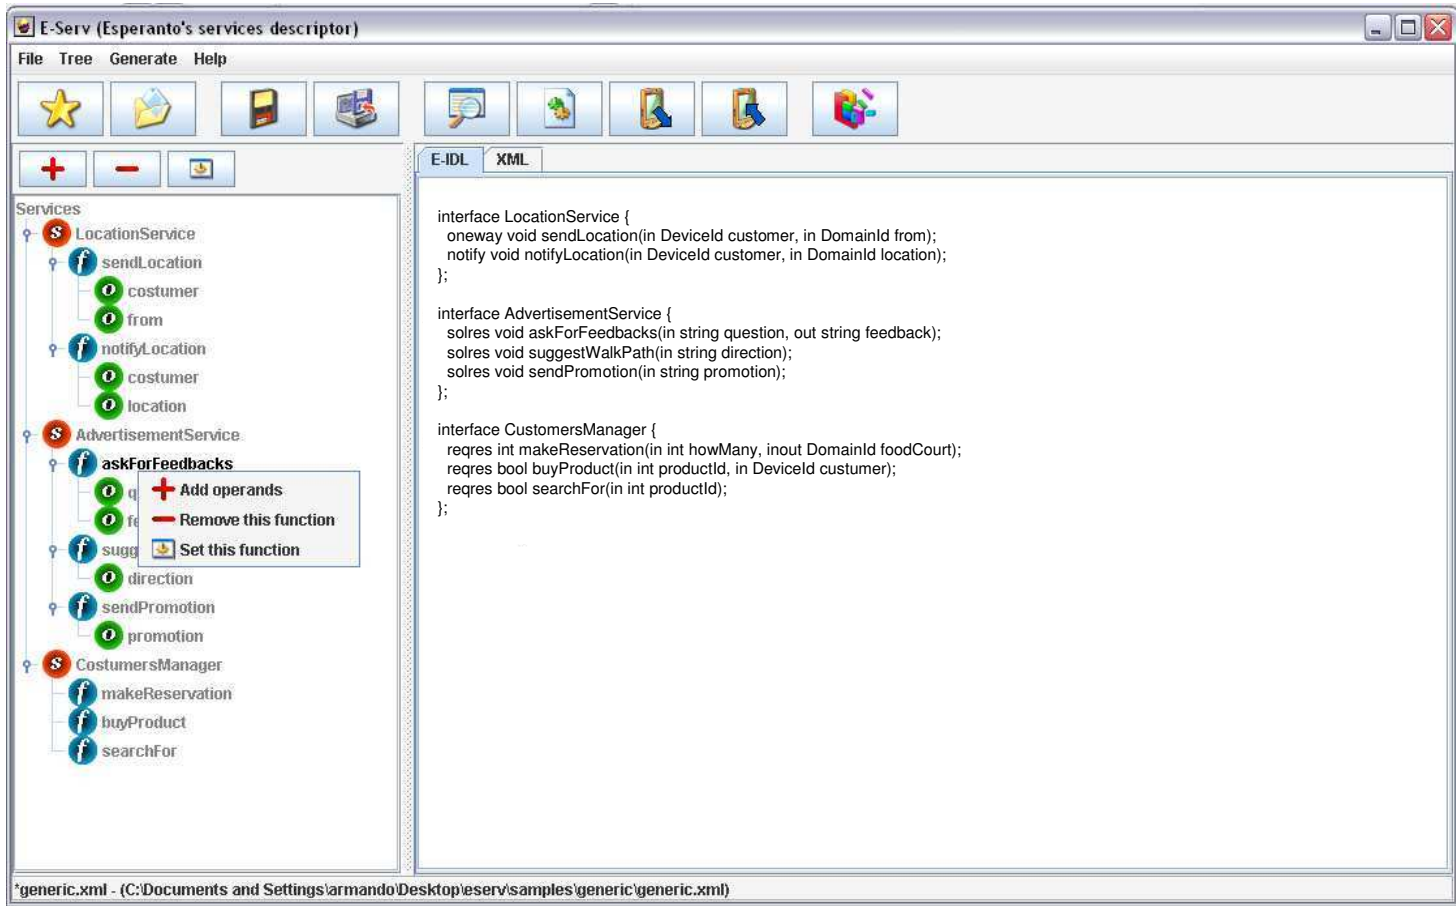 E-Serv (Esperanto's services descriptor)
File Tree Generate Help
E-IDL XML
Services
S LocationService
f sendLocation
O costumer
O from
f notifyLocation
O costumer
O location
S AdvertisementService
f askForFeedbacks
O q
O fe
f sugg
O direction
f sendPromotion
O promotion
S CostumersManager
f makeReservation
f buyProduct
f searchFor
Add operands
Remove this function
Set this function
interface LocationService {
oneway void sendLocation(in DeviceId customer, in DomainId from);
notify void notifyLocation(in DeviceId customer, in DomainId location);
};
interface AdvertisementService {
solres void askForFeedbacks(in string question, out string feedback);
solres void suggestWalkPath(in string direction);
solres void sendPromotion(in string promotion);
};
interface CustomersManager {
reqres int makeReservation(in int howMany, inout DomainId foodCourt);
reqres bool buyProduct(in int productId, in DeviceId custumer);
reqres bool searchFor(in int productId);
};
*generic.xml - (C:\Documents and Settings\armando\Desktop\eserv\samples\generic\generic.xml)